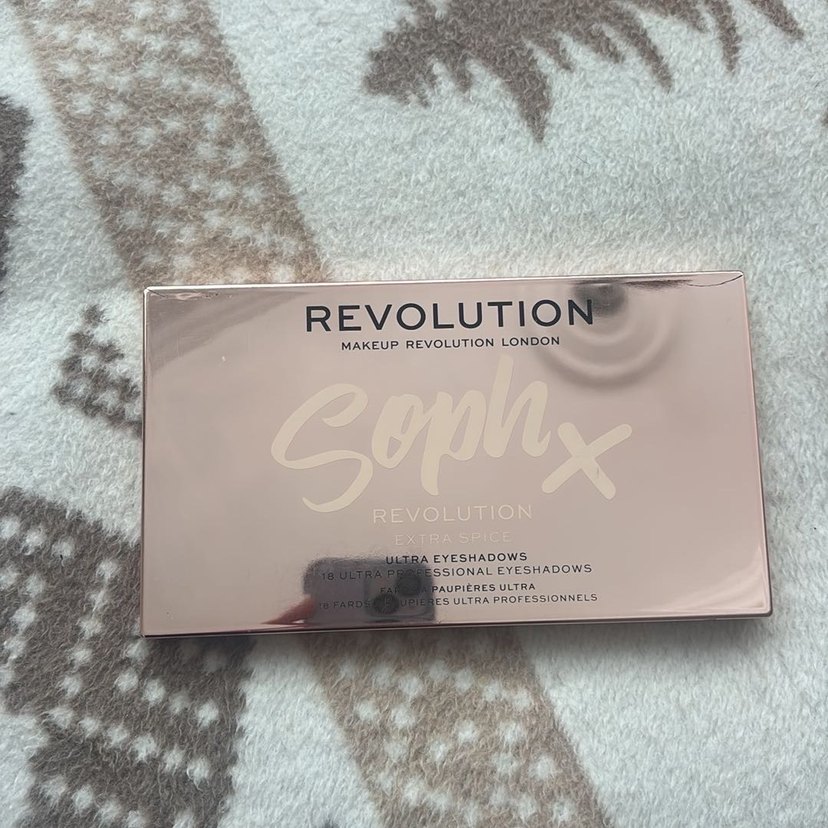 REVOLUTION
MAKEUP REVOLUTION LONDON
Soph x
REVOLUTION
EXTRA SPICE
ULTRA EYESHADOWS
18 ULTRA PROFESSIONAL EYESHADOWS
FARDS À PAUPIÈRES ULTRA
18 FARDS À PAUPIÈRES ULTRA PROFESSIONNELS